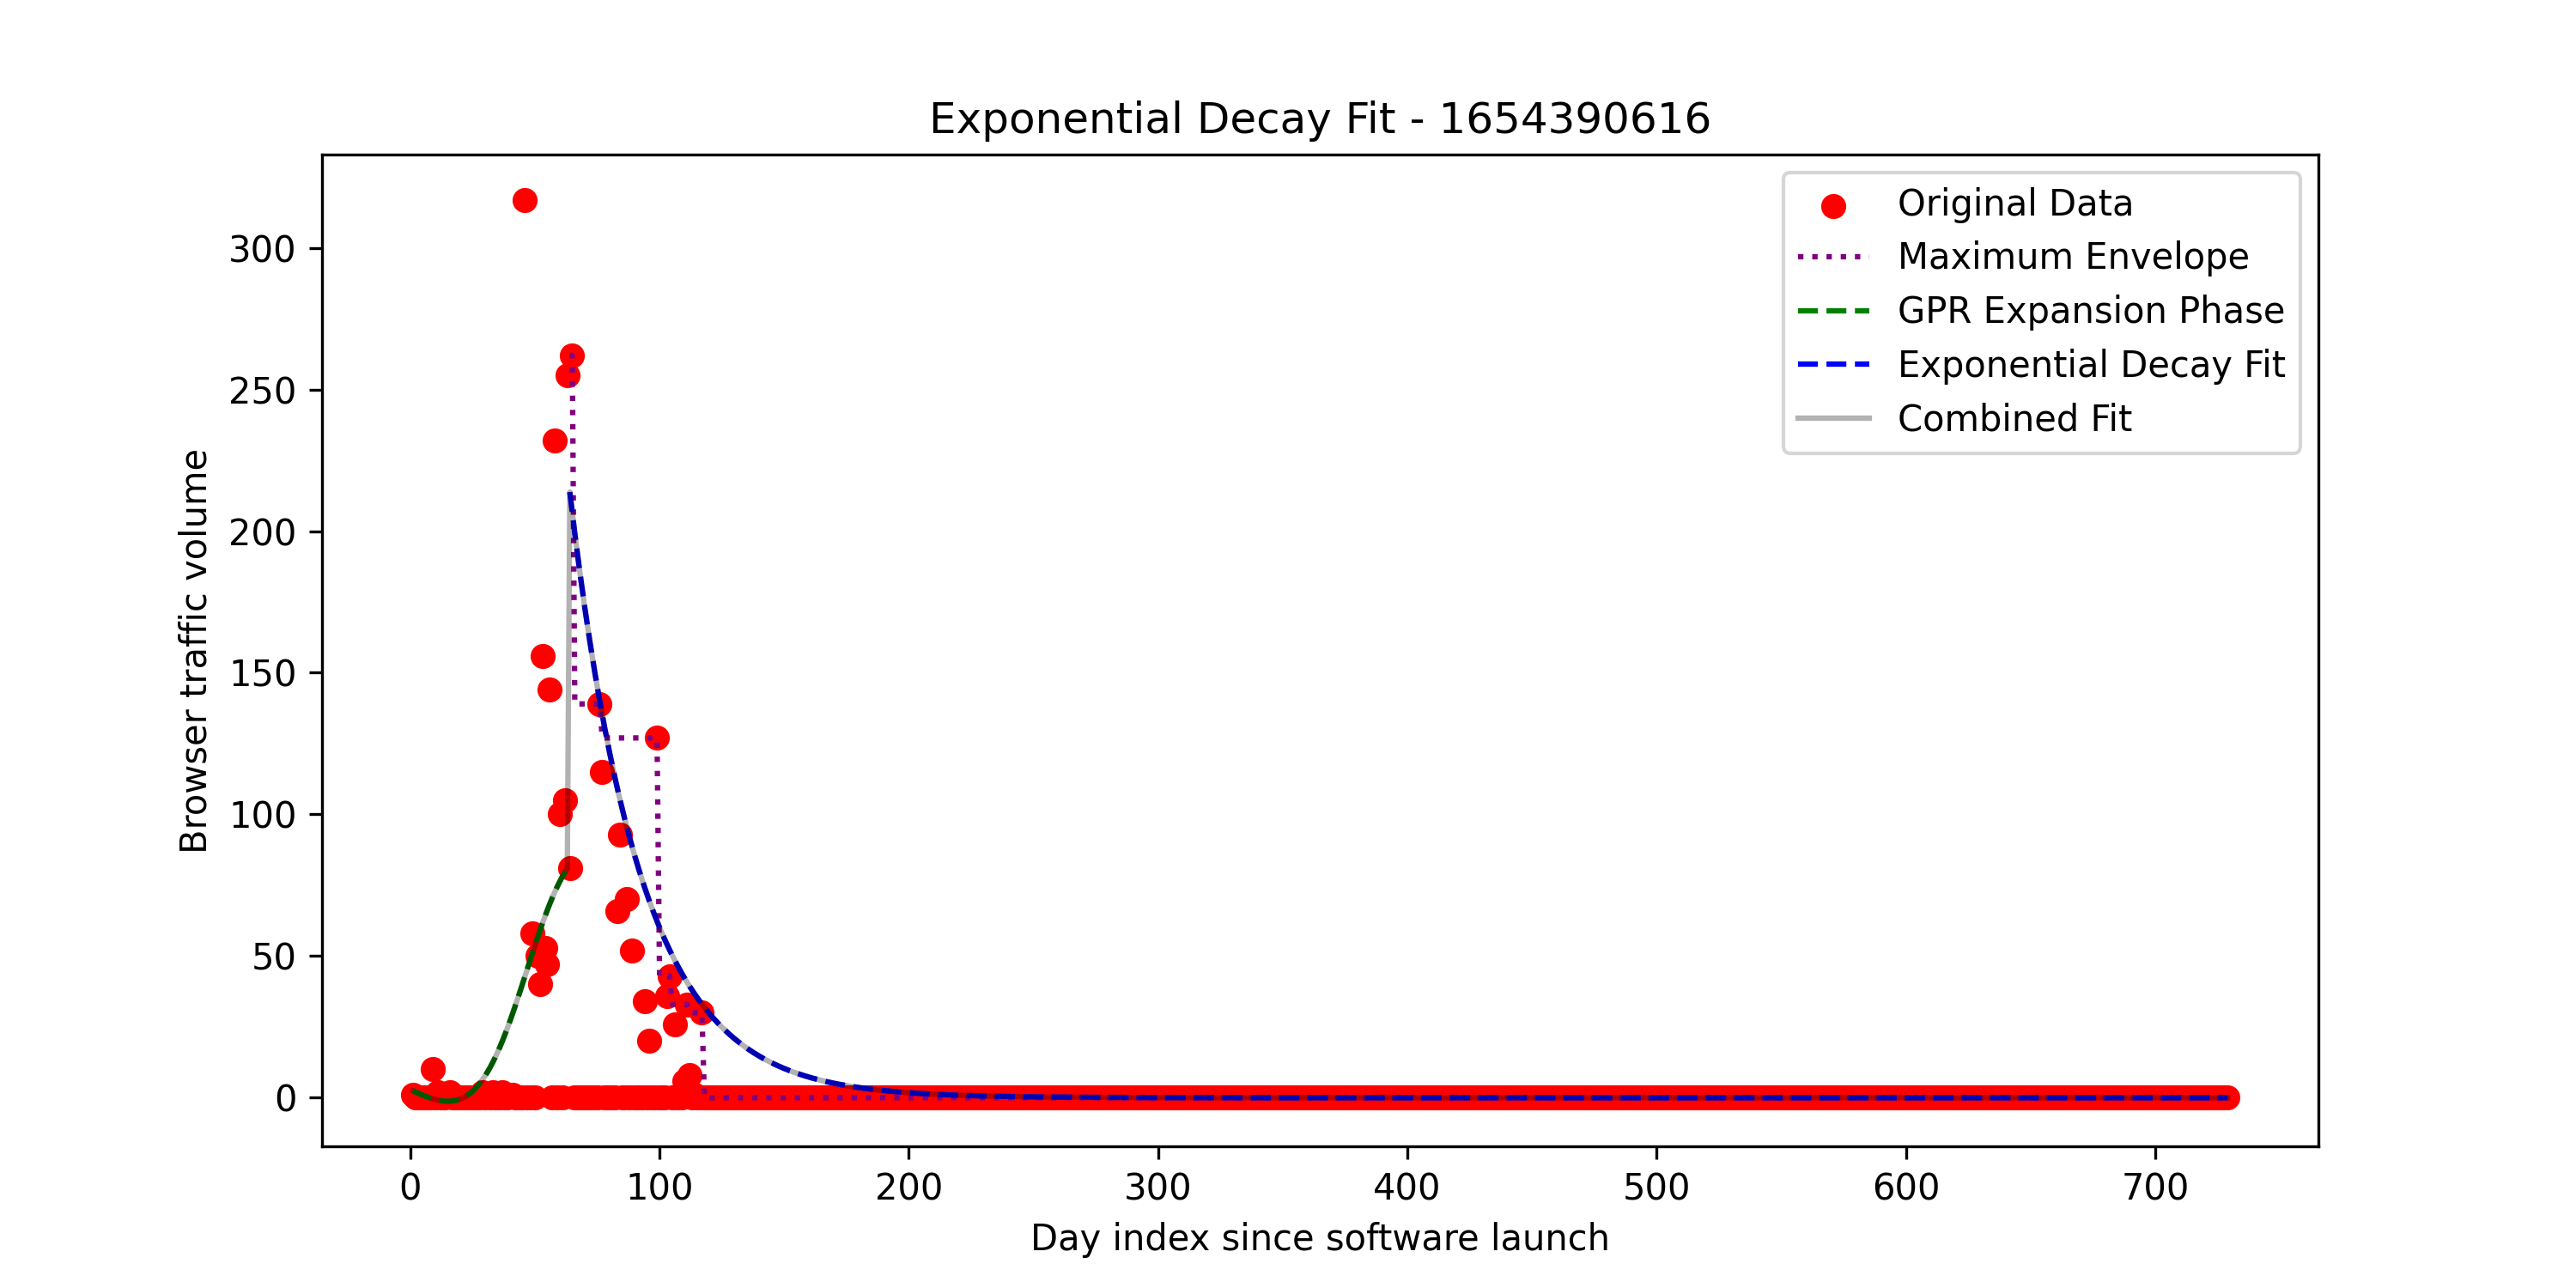 Exponential Decay Fit - 1654390616
Original Data
Maximum Envelope
GPR Expansion Phase
Exponential Decay Fit
Combined Fit
Browser traffic volume
300
250
200
150
100
50
0
0 100 200 300 400 500 600 700
Day index since software launch